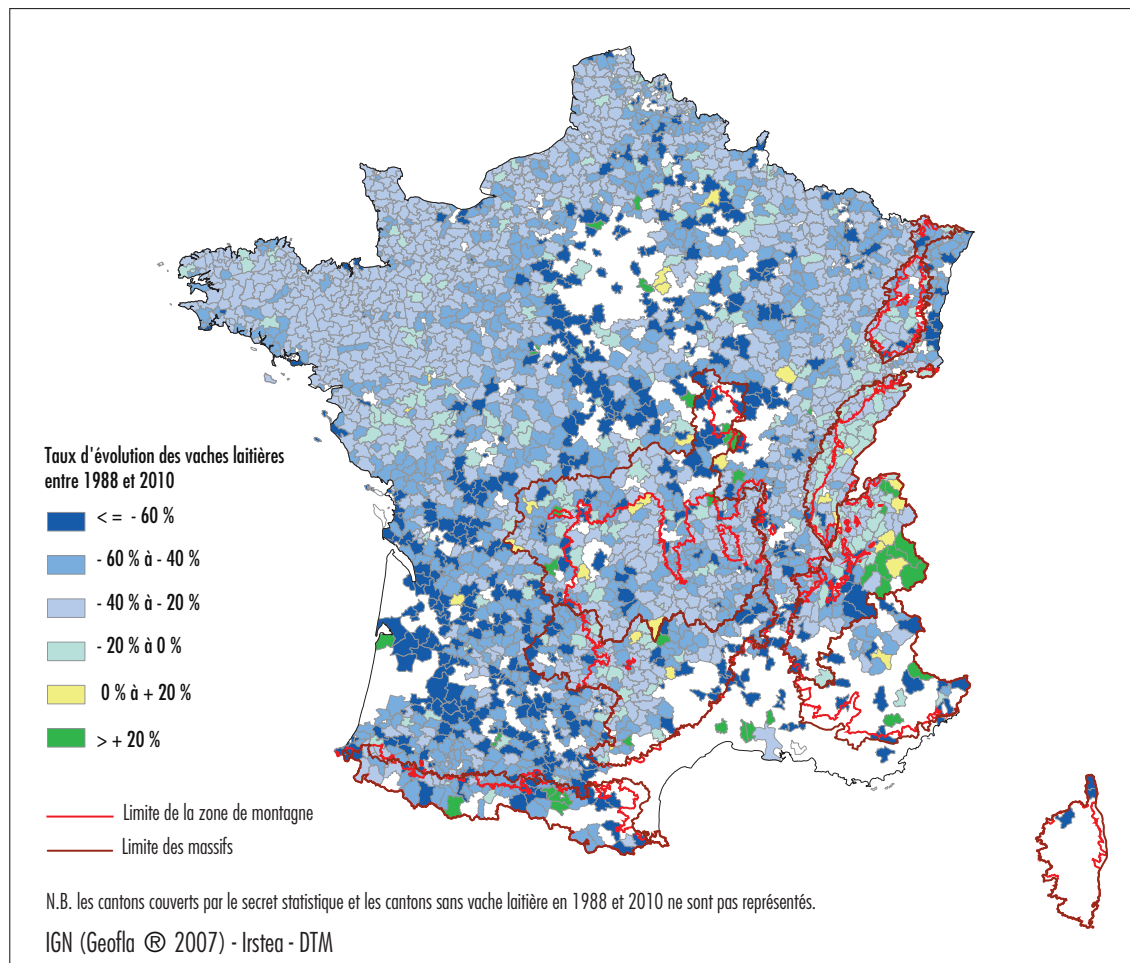 Taux d'évolution des vaches laitières
entre 1988 et 2010
< = - 60 %
- 60 % à - 40 %
- 40 % à - 20 %
- 20 % à 0 %
0 % à + 20 %
> + 20 %
Limite de la zone de montagne
Limite des massifs
N.B. les cantons couverts par le secret statistique et les cantons sans vache laitière en 1988 et 2010 ne sont pas représentés.
IGN (Geofla ® 2007) - Irstea - DTM